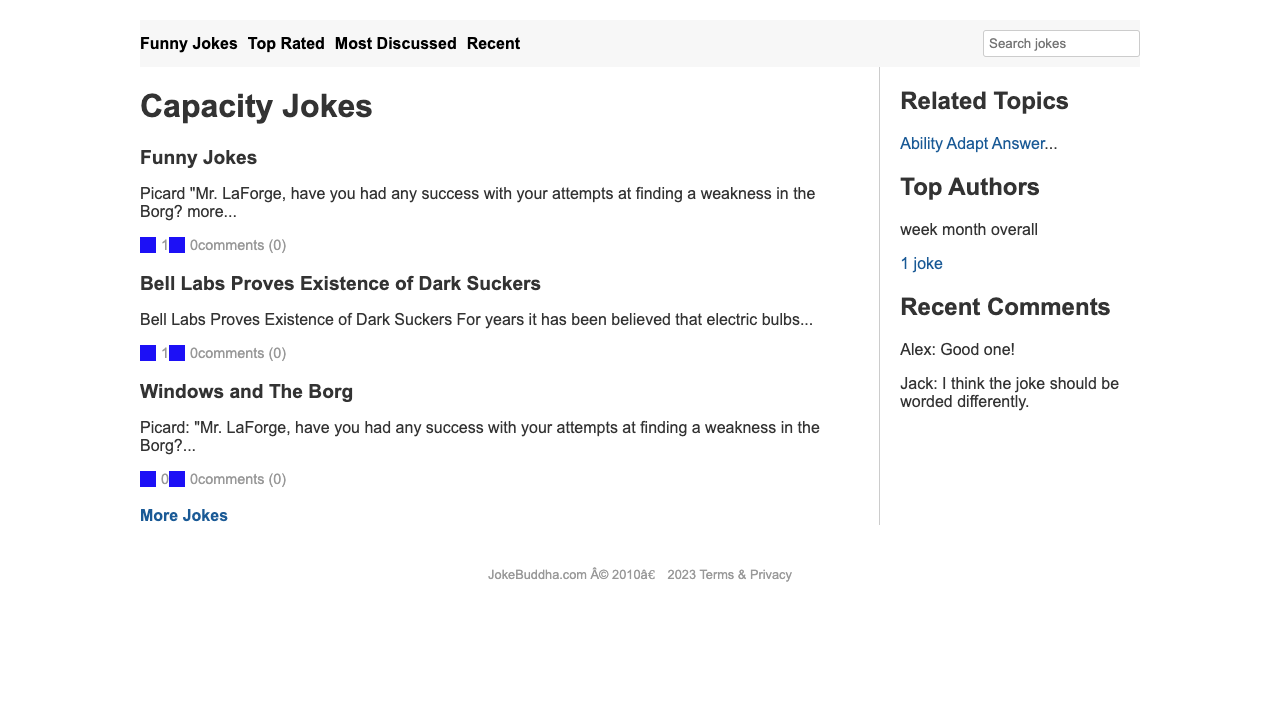 Funny Jokes Top Rated Most Discussed Recent Search jokes
Capacity Jokes
Funny Jokes
Picard "Mr. LaForge, have you had any success with your attempts at finding a weakness in the
Borg? more...
1 0comments (0)
Bell Labs Proves Existence of Dark Suckers
Bell Labs Proves Existence of Dark Suckers For years it has been believed that electric bulbs...
1 0comments (0)
Windows and The Borg
Picard: "Mr. LaForge, have you had any success with your attempts at finding a weakness in the
Borg?...
0 0comments (0)
More Jokes
Related Topics
Ability Adapt Answer...
Top Authors
week month overall
1 joke
Recent Comments
Alex: Good one!
Jack: I think the joke should be
worded differently.
JokeBuddha.com Â© 2010â€ 2023 Terms & Privacy